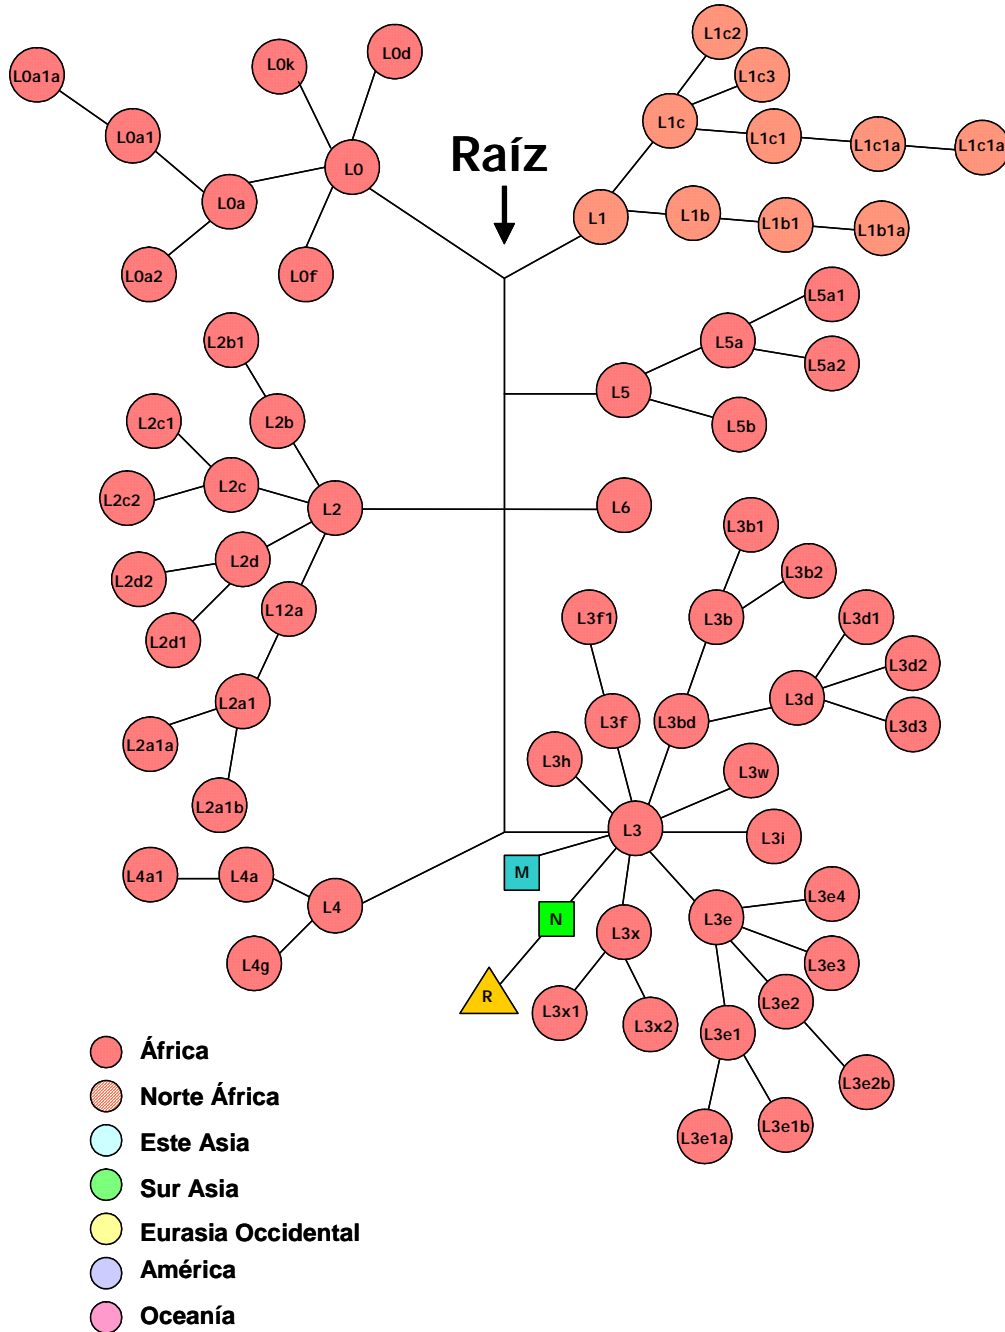 L1c2
L0d
L0k
L0a1a
L1c3
L1c
L0a1
L1c1
L1c1a
L1c1a
Raíz
L0
L0a
L1
L1b
L1b1
L1b1a
L0a2
L0f
L5a1
L2b1
L5a
L5a2
L5
L2c1
L2b
L5b
L2c
L2c2
L2
L6
L3b1
L2d
L2d2
L3b2
L12a
L3f1
L3b
L3d1
L2d1
L3d2
L2a1
L3d
L3f
L3bd
L3d3
L2a1a
L3h
L3w
L2a1b
L3
L3i
M
L4a1
L4a
L3e4
L4
N
L3x
L3e
L4g
L3e3
R
L3x1
L3x2
L3e2
L3e1
L3e2b
L3e1a
L3e1b
África
Norte África
Este Asia
Sur Asia
Eurasia Occidental
América
Oceanía